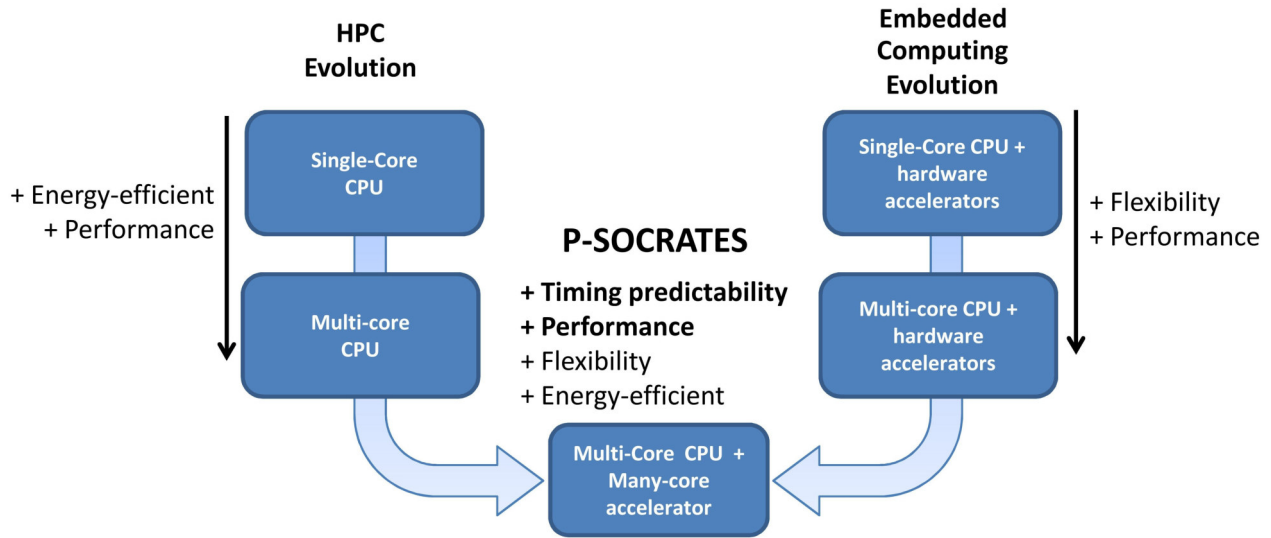 HPC
Evolution
+ Energy-efficient
+ Performance
Single-Core
CPU
Multi-core
CPU
P-SOCRATES
+ Timing predictability
+ Performance
+ Flexibility
+ Energy-efficient
Multi-Core CPU +
Many-core
accelerator
Embedded
Computing
Evolution
Single-Core CPU +
hardware
accelerators
Multi-core CPU +
hardware
accelerators
+ Flexibility
+ Performance